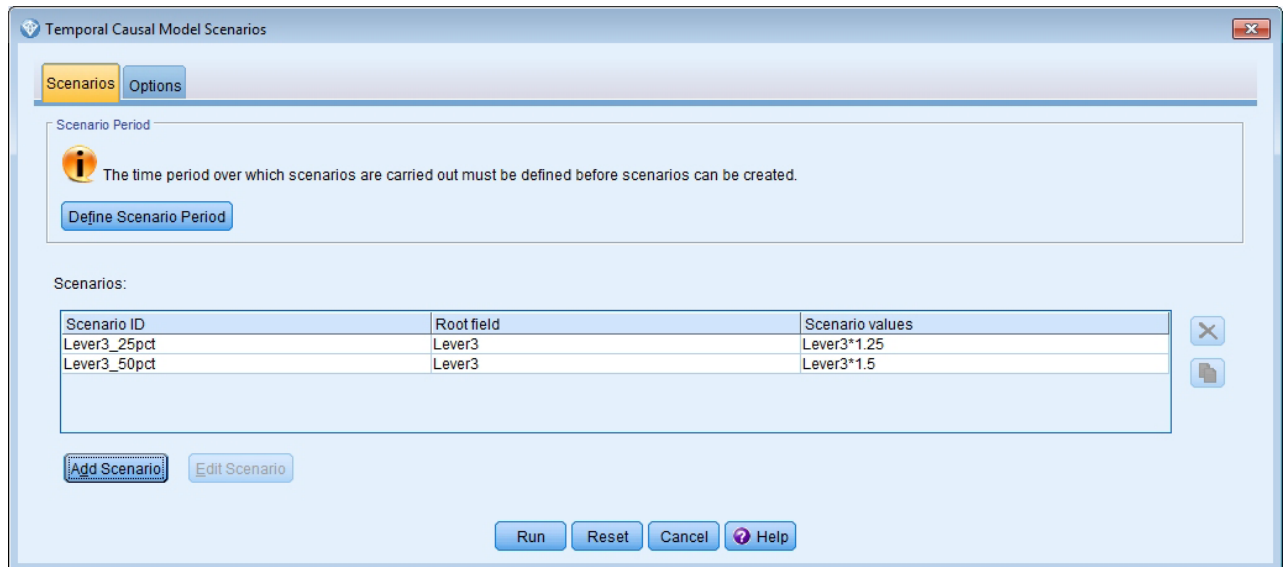 Temporal Causal Model Scenarios
Scenarios Options
Scenario Period
The time period over which scenarios are carried out must be defined before scenarios can be created.
Define Scenario Period
Scenarios:
Scenario ID Root field Scenario values
Lever3_25pct Lever3 Lever3*1.25
Lever3_50pct Lever3 Lever3*1.5
Add Scenario Edit Scenario
Run Reset Cancel Help